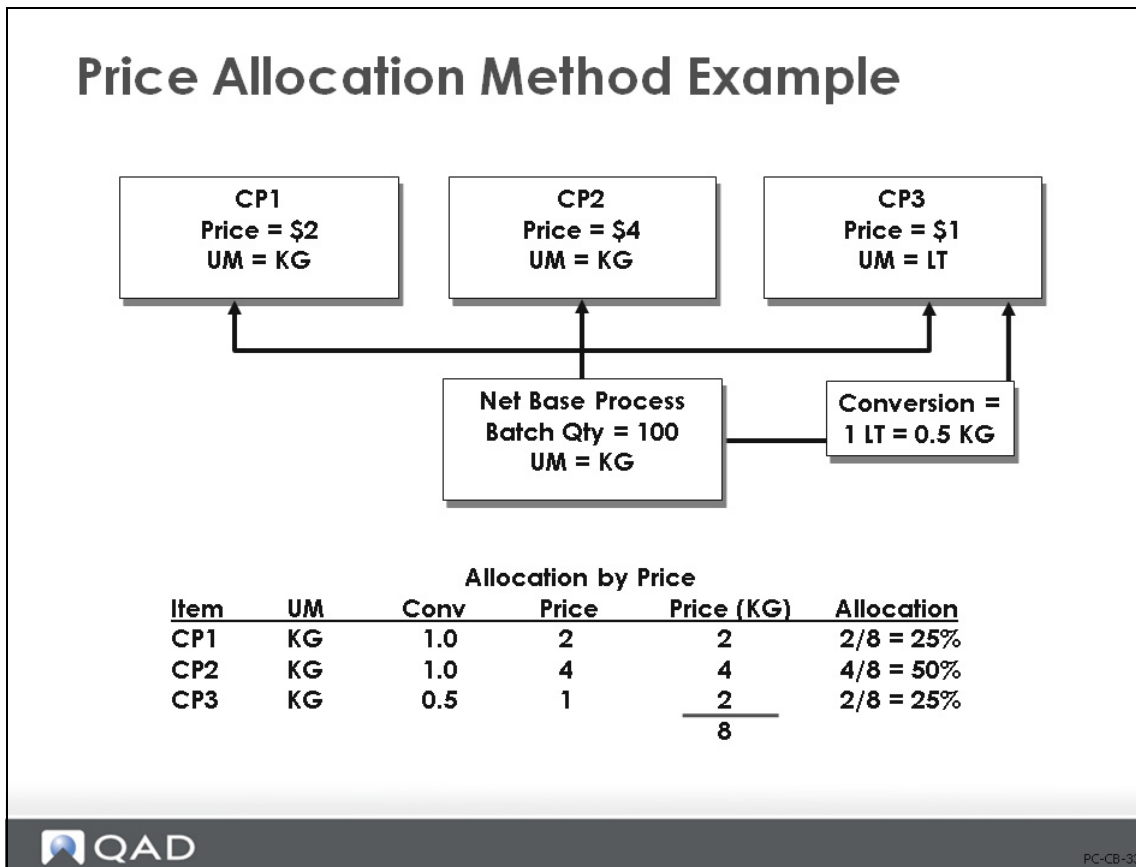 Price Allocation Method Example
CP1
Price = $2
UM = KG
CP2
Price = $4
UM = KG
CP3
Price = $1
UM = LT
Net Base Process
Batch Qty = 100
UM = KG
Conversion =
1 LT = 0.5 KG
Allocation by Price
Item UM Conv Price Price (KG) Allocation
CP1 KG 1.0 2 2 2/8 = 25%
CP2 KG 1.0 4 4 4/8 = 50%
CP3 KG 0.5 1 2 2/8 = 25%
8
QAD